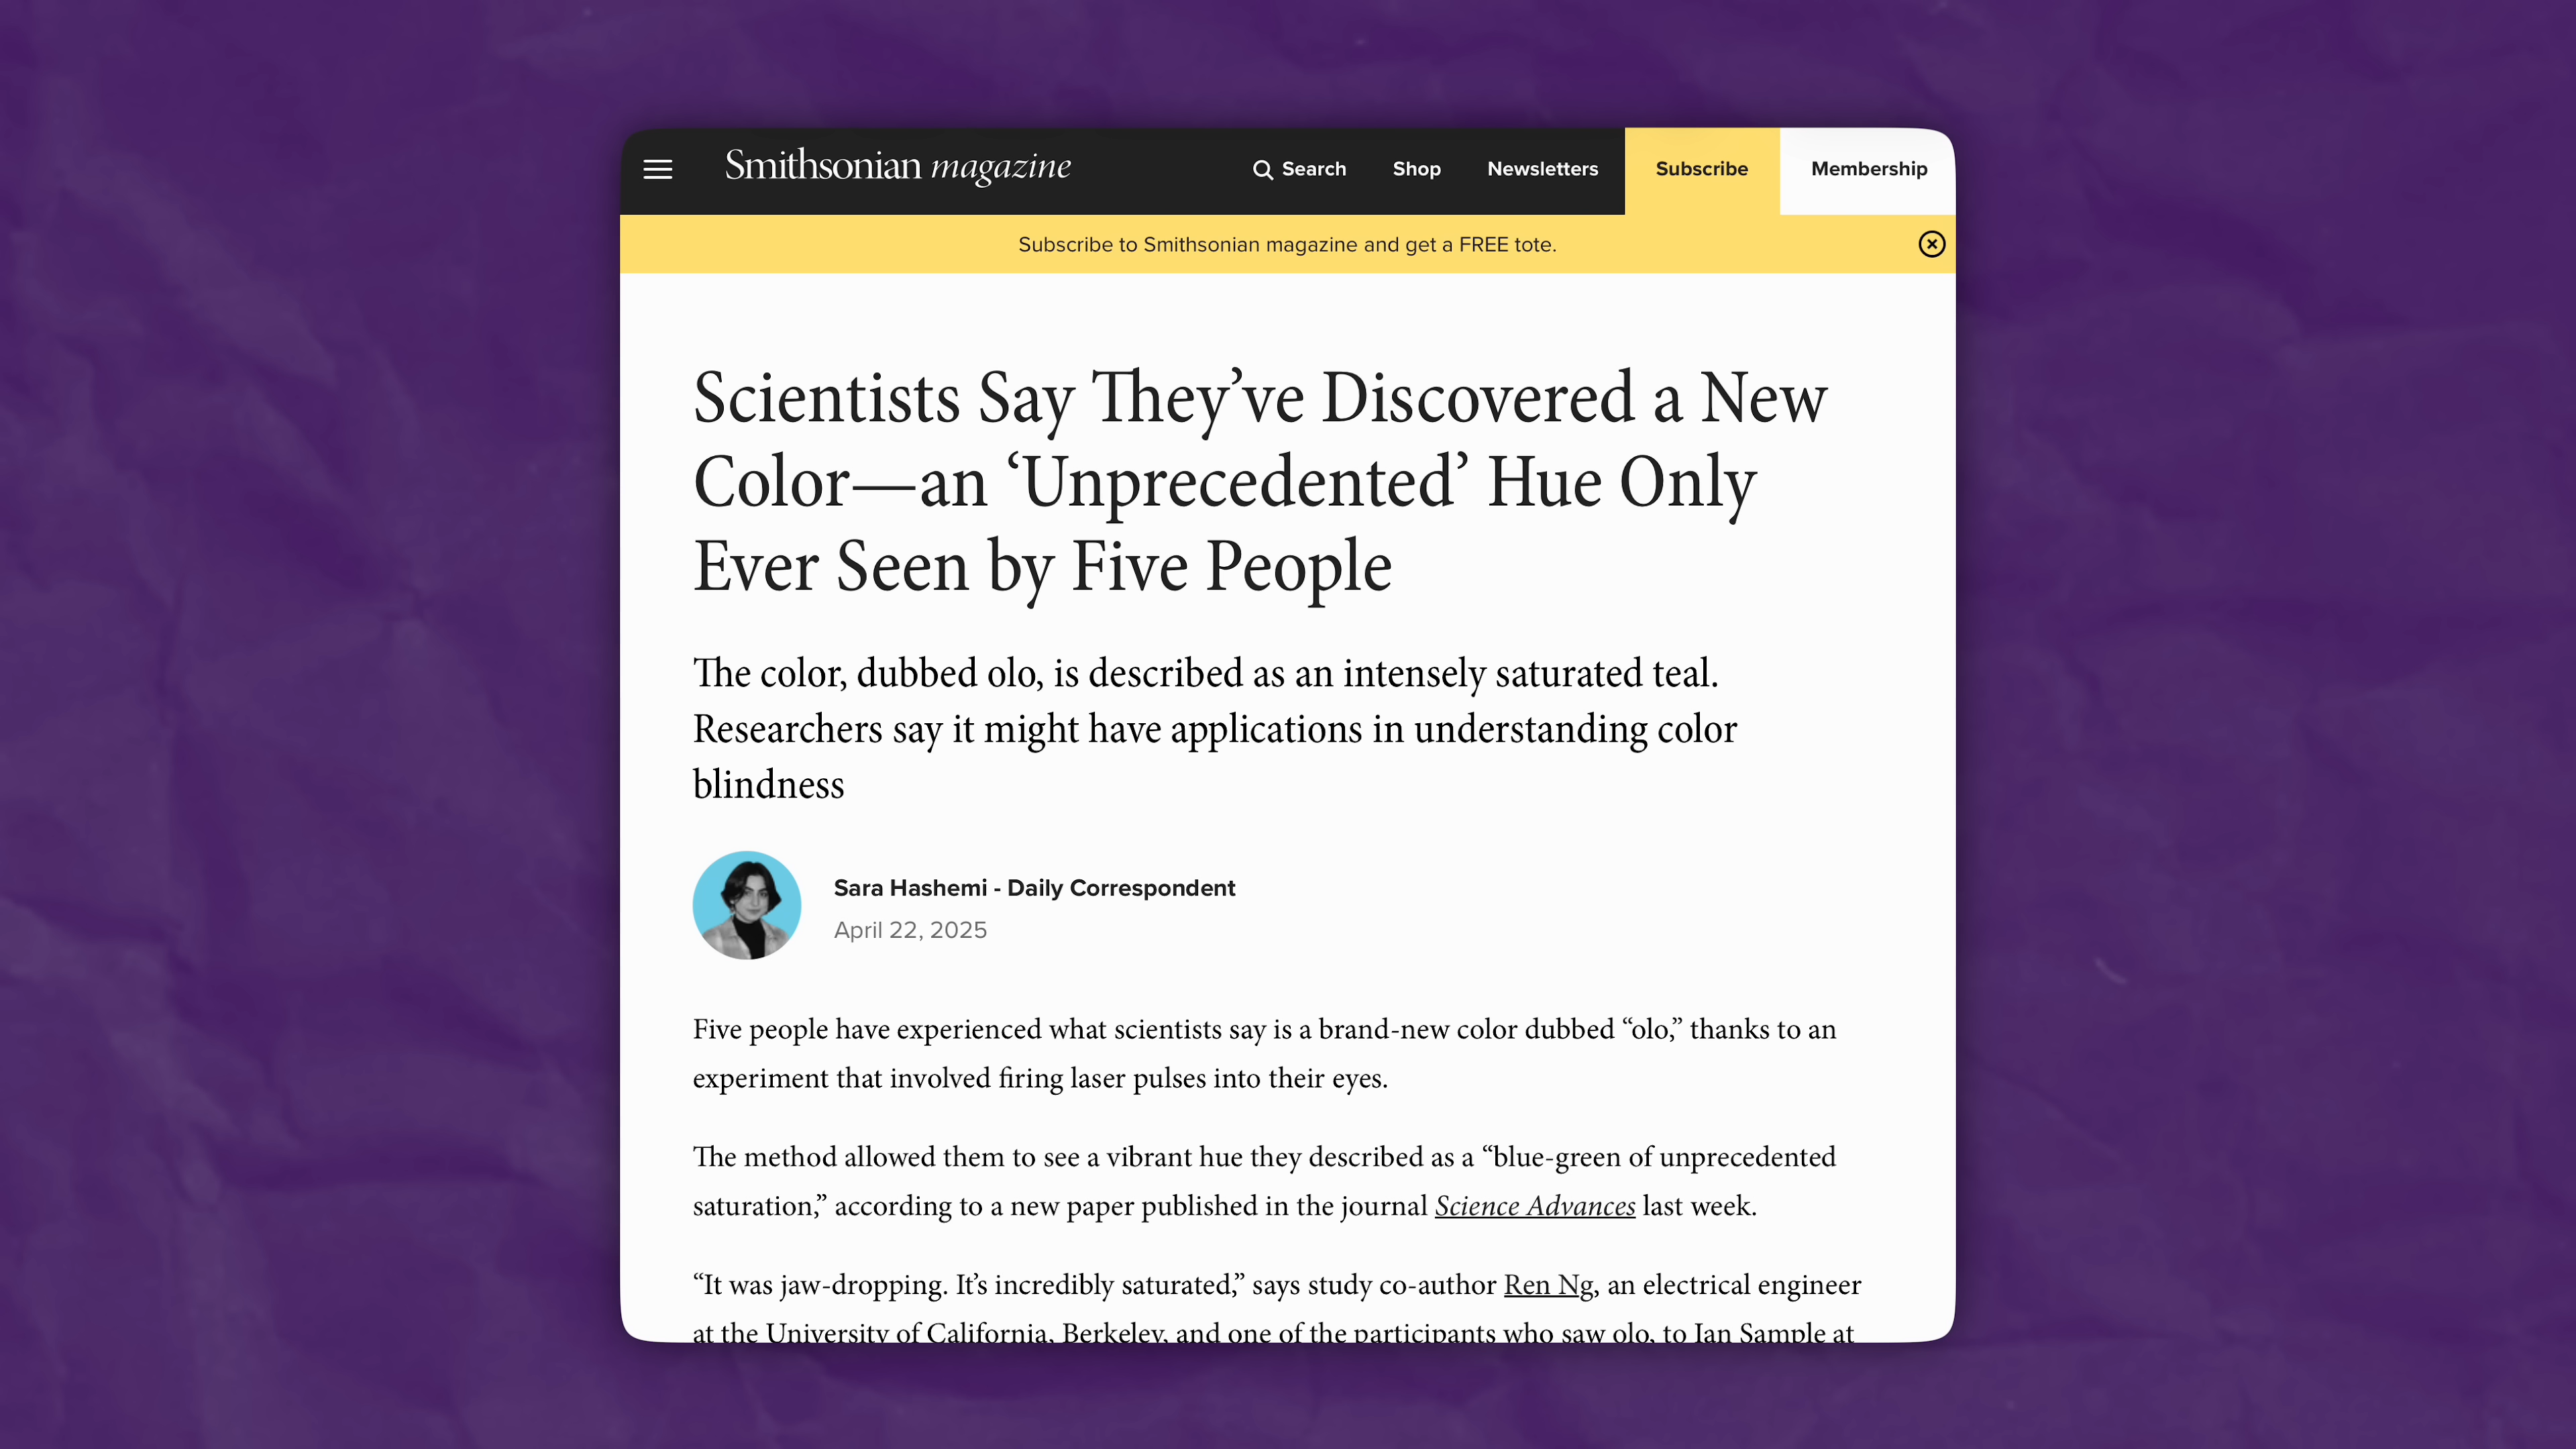 Smithsonian magazine
Search
Shop
Newsletters
Subscribe
Membership
Subscribe to Smithsonian magazine and get a FREE tote.
Scientists Say They’ve Discovered a New
Color—an ‘Unprecedented’ Hue Only
Ever Seen by Five People
The color, dubbed olo, is described as an intensely saturated teal.
Researchers say it might have applications in understanding color
blindness
Sara Hashemi - Daily Correspondent
April 22, 2025
Five people have experienced what scientists say is a brand-new color dubbed “olo,” thanks to an
experiment that involved firing laser pulses into their eyes.
The method allowed them to see a vibrant hue they described as a “blue-green of unprecedented
saturation,” according to a new paper published in the journal Science Advances last week.
“It was jaw-dropping. It’s incredibly saturated,” says study co-author Ren Ng, an electrical engineer
at the University of California, Berkeley, and one of the participants who saw olo, to Ian Sample at